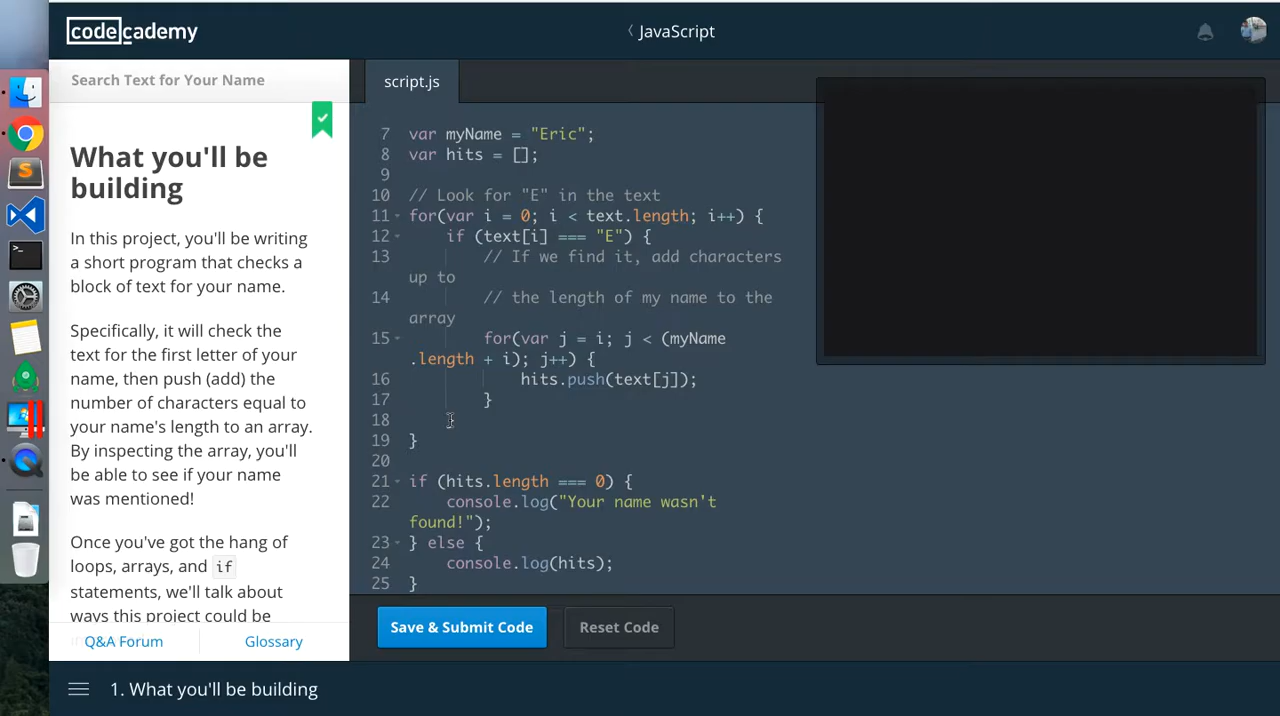 codecademy
JavaScript
Search Text for Your Name
script.js
What you'll be
building
In this project, you'll be writing
a short program that checks a
block of text for your name.
Specifically, it will check the
text for the first letter of your
name, then push (add) the
number of characters equal to
your name's length to an array.
By inspecting the array, you'll
be able to see if your name
was mentioned!
Once you've got the hang of
loops, arrays, and if
statements, we'll talk about
ways this project could be
Q&A Forum
Glossary
7 var myName = "Eric";
8 var hits = [];
9
10 // Look for "E" in the text
11 for(var i = 0; i < text.length; i++) {
12 if (text[i] === "E") {
13 // If we find it, add characters
up to
14 // the length of my name to the
array
15 for(var j = i; j < (myName
.length + i); j++) {
16 hits.push(text[j]);
17 }
18 }
19 }
20
21 if (hits.length === 0) {
22 console.log("Your name wasn't
found!");
23 } else {
24 console.log(hits);
25 }
Save & Submit Code
Reset Code
1. What you'll be building